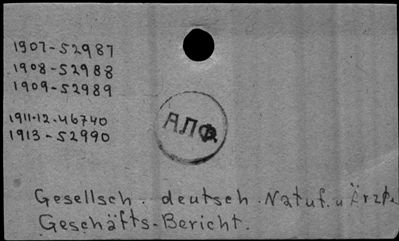 1907-52987
1908-52988
1909-52989
1911-12-46740
1913-52990
АЛФ.
Gesellsch. deutsch. Natuf. u Ärzte
Geschäfts-Bericht.